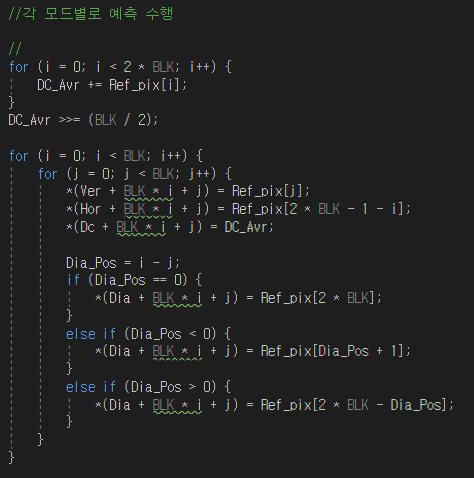 //각 모드별로 예측 수행
//
for (i = 0; i < 2 * BLK; i++) {
DC_Avr += Ref_pix[i];
}
DC_Avr >>= (BLK / 2);
for (i = 0; i < BLK; i++) {
for (j = 0; j < BLK; j++) {
*(Ver + BLK * i + j) = Ref_pix[j];
*(Hor + BLK * i + j) = Ref_pix[2 * BLK - 1 - i];
*(Dc + BLK * i + j) = DC_Avr;
Dia_Pos = i - j;
if (Dia_Pos == 0) {
*(Dia + BLK * i + j) = Ref_pix[2 * BLK];
}
else if (Dia_Pos < 0) {
*(Dia + BLK * i + j) = Ref_pix[Dia_Pos + 1];
}
else if (Dia_Pos > 0) {
*(Dia + BLK * i + j) = Ref_pix[2 * BLK - Dia_Pos];
}
}
}